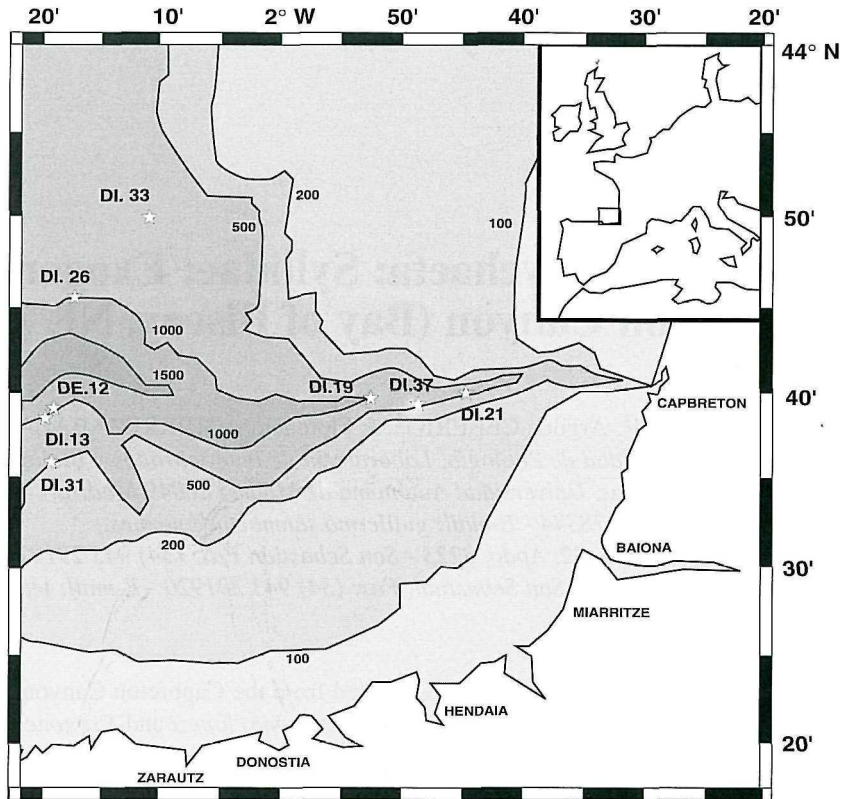 20' 10' 2° W 50' 40' 30' 20'
44° N
200
DI. 33
100
500
50'
DI. 26
1000
1500
DI.19 DI.37
DE.12
40'
CAPBRETON
DI.21
1000
DI.13
500
DI.31
200
BAIONA
30'
MIARRITZE
100
HENDAIA
DONOSTIA
20'
ZARAUTZ